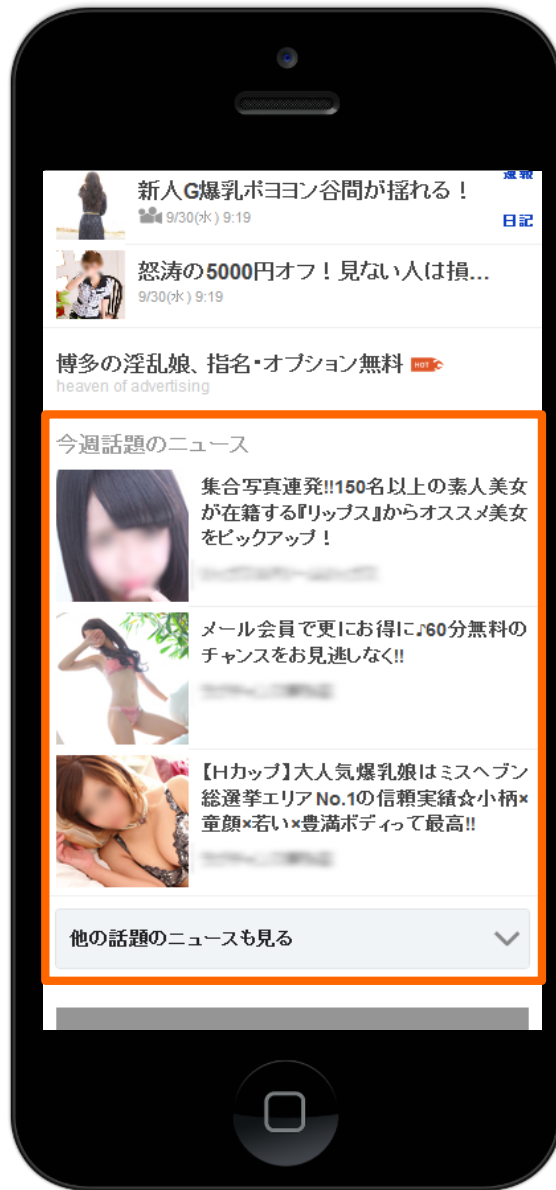 速報
新人G爆乳ボヨヨン谷間が揺れる！
9/30(水) 9:19
日記
怒涛の5000円オフ！見ない人は損...
9/30(水) 9:19
博多の淫乱娘、指名・オプション無料 HOT
heaven of advertising
今週話題のニュース
集合写真連発!!150名以上の素人美女
が在籍する『リップス』からオススメ美女
をピックアップ！
メール会員で更にお得に♪60分無料の
チャンスをお見逃しなく!!
【Hカップ】大人気爆乳娘はミスヘブン
総選挙エリアNo.1の信頼実績☆小柄×
童顔×若い×豊満ボディって最高!!
他の話題のニュースも見る